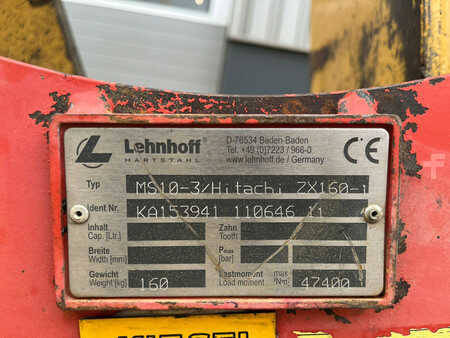 Lehnhoff
HARTSTAHL
D-76534 Baden-Baden
Tel. +49 (0)7223 / 966-0
www.lehnhoff.de / Germany
CE
Typ MS10-3/Hitachi ZX160-1
Ident Nr. KA153941 110646 11
Inhalt
Cap. [Ltr.]
Zahn
Tooth
Breite
Width [mm]
Pmax
[bar]
Gewicht
Weight [kg] 160
Lastmoment
Load moment
max
[Nm] 47400